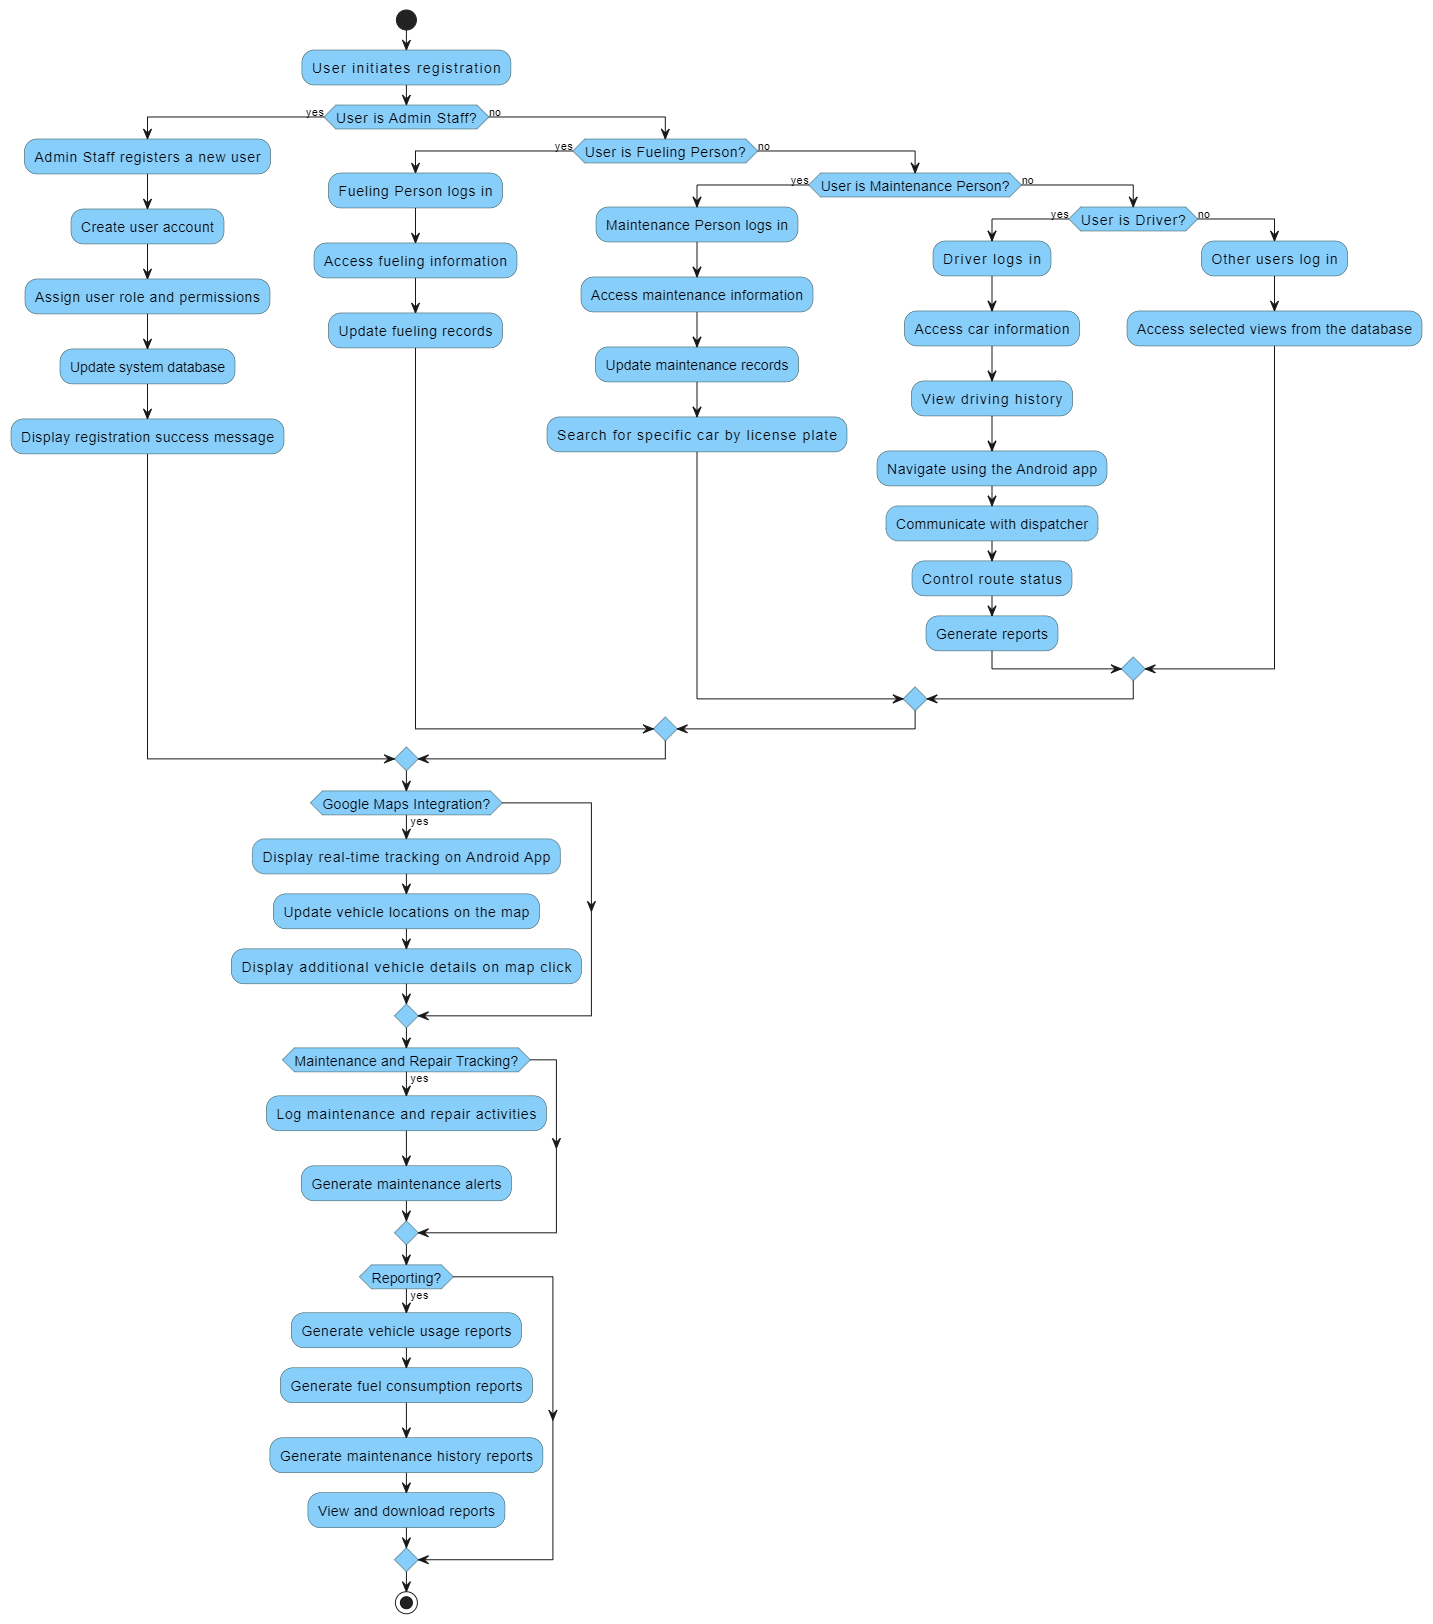 User initiates registration
yes
User is Admin Staff?
no
Admin Staff registers a new user
Create user account
Assign user role and permissions
Update system database
Display registration success message
yes
User is Fueling Person?
no
Fueling Person logs in
Access fueling information
Update fueling records
yes
User is Maintenance Person?
no
Maintenance Person logs in
Access maintenance information
Update maintenance records
Search for specific car by license plate
yes
User is Driver?
no
Driver logs in
Access car information
View driving history
Navigate using the Android app
Communicate with dispatcher
Control route status
Generate reports
Other users log in
Access selected views from the database
Google Maps Integration?
yes
Display real-time tracking on Android App
Update vehicle locations on the map
Display additional vehicle details on map click
Maintenance and Repair Tracking?
yes
Log maintenance and repair activities
Generate maintenance alerts
Reporting?
yes
Generate vehicle usage reports
Generate fuel consumption reports
Generate maintenance history reports
View and download reports